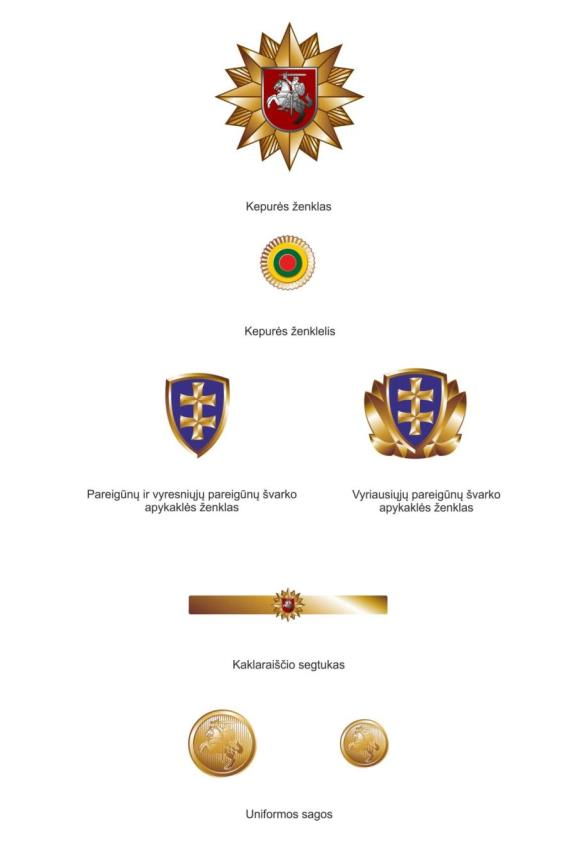 Kepurės ženklas
Kepurės ženklelis
Pareigūnų ir vyresniųjų pareigūnų švarko
apykaklės ženklas
Vyriausiųjų pareigūnų švarko
apykaklės ženklas
Kaklaraiščio segtukas
Uniformos sagos